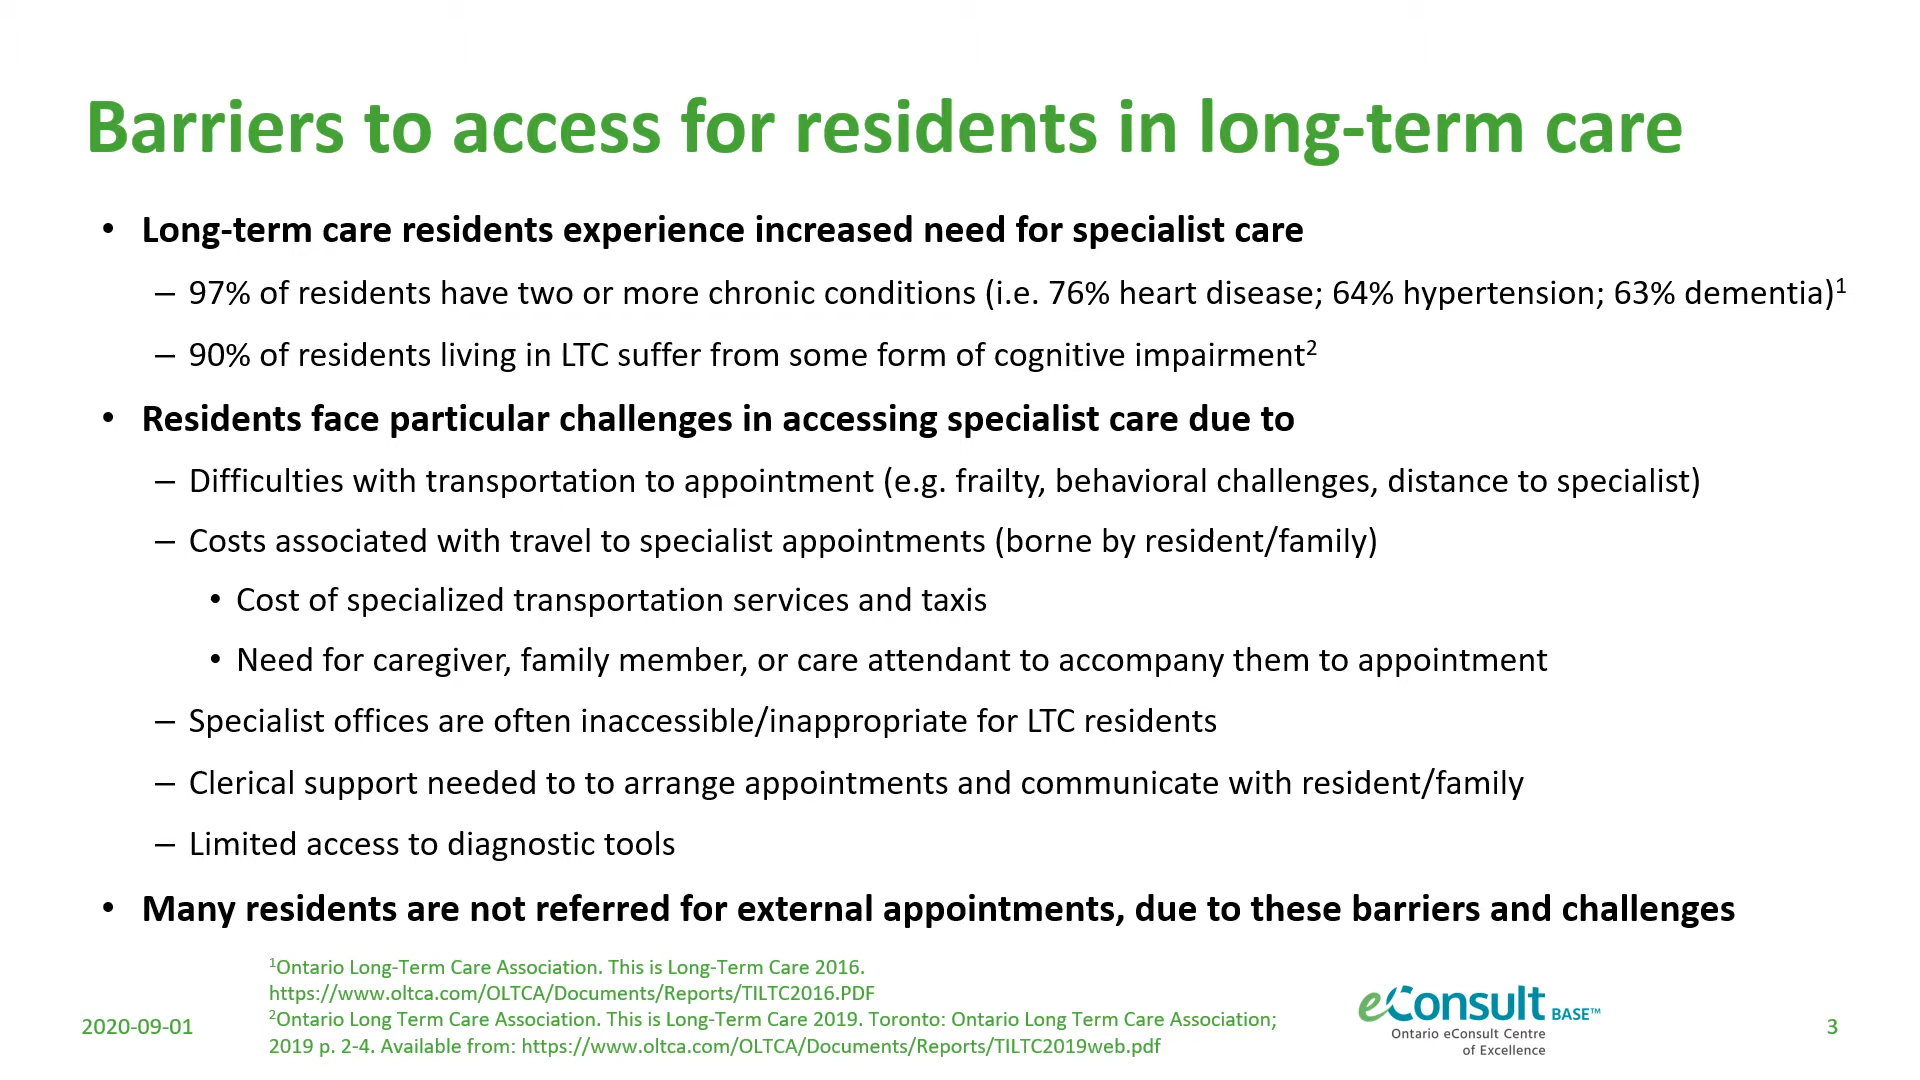 Barriers to access for residents in long-term care
• Long-term care residents experience increased need for specialist care
– 97% of residents have two or more chronic conditions (i.e. 76% heart disease; 64% hypertension; 63% dementia)¹
– 90% of residents living in LTC suffer from some form of cognitive impairment²
• Residents face particular challenges in accessing specialist care due to
– Difficulties with transportation to appointment (e.g. frailty, behavioral challenges, distance to specialist)
– Costs associated with travel to specialist appointments (borne by resident/family)
• Cost of specialized transportation services and taxis
• Need for caregiver, family member, or care attendant to accompany them to appointment
– Specialist offices are often inaccessible/inappropriate for LTC residents
– Clerical support needed to to arrange appointments and communicate with resident/family
– Limited access to diagnostic tools
• Many residents are not referred for external appointments, due to these barriers and challenges
¹Ontario Long-Term Care Association. This is Long-Term Care 2016.
https://www.oltca.com/OLTCA/Documents/Reports/TILTC2016.PDF
²Ontario Long Term Care Association. This is Long-Term Care 2019. Toronto: Ontario Long Term Care Association;
2019 p. 2-4. Available from: https://www.oltca.com/OLTCA/Documents/Reports/TILTC2019web.pdf
2020-09-01
eConsult BASE™
Ontario eConsult Centre
of Excellence
3